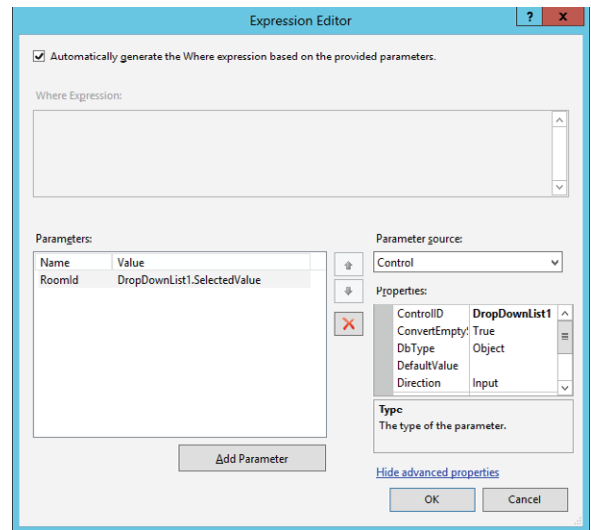 Expression Editor
?
x
Automatically generate the Where expression based on the provided parameters.
Where Expression:
Parameters:
Name Value
RoomId DropDownList1.SelectedValue
Add Parameter
Parameter source:
Control
Properties:
ControlID DropDownList1
ConvertEmptyS True
DbType Object
DefaultValue
Direction Input
Type
The type of the parameter.
Hide advanced properties
OK Cancel